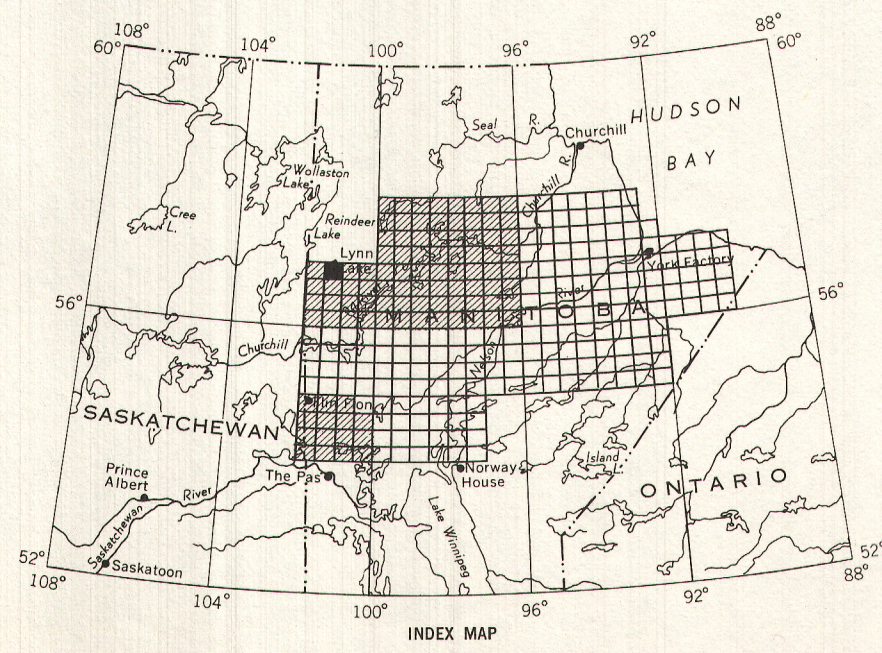 108°
104°
100°
96°
92°
88°
60°
60°
HUDSON
BAY
Seal R.
Churchill
Churchill R.
Wollaston
Lake
Cree
L.
Reindeer
Lake
Lynn
Lake
York Factory
56°
56°
River
MANITOBA
Churchill
Nelson
Flin Flon
SASKATCHEWAN
Prince
Albert
River
The Pas
Norway
House
Island
L.
ONTARIO
Lake Winnipeg
Saskatchewan
Saskatoon
52°
52°
108°
104°
100°
96°
92°
88°
INDEX MAP